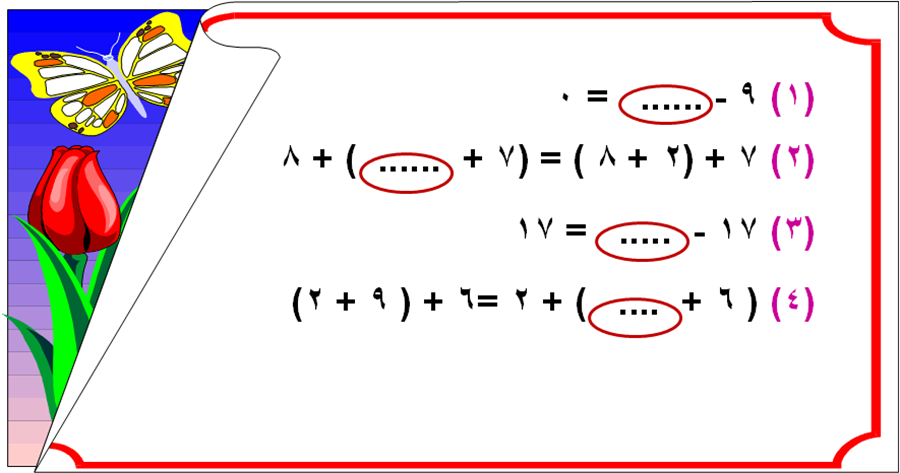 (١) ٩ - ...... = ٠
(٢) ٧ + (٢ + ٨ ) = (٧ + ......) + ٨
(٣) ١٧ - ..... = ١٧
(٤) ( ٦ + ....) + ٢ =٦ + ( ٩ + ٢)